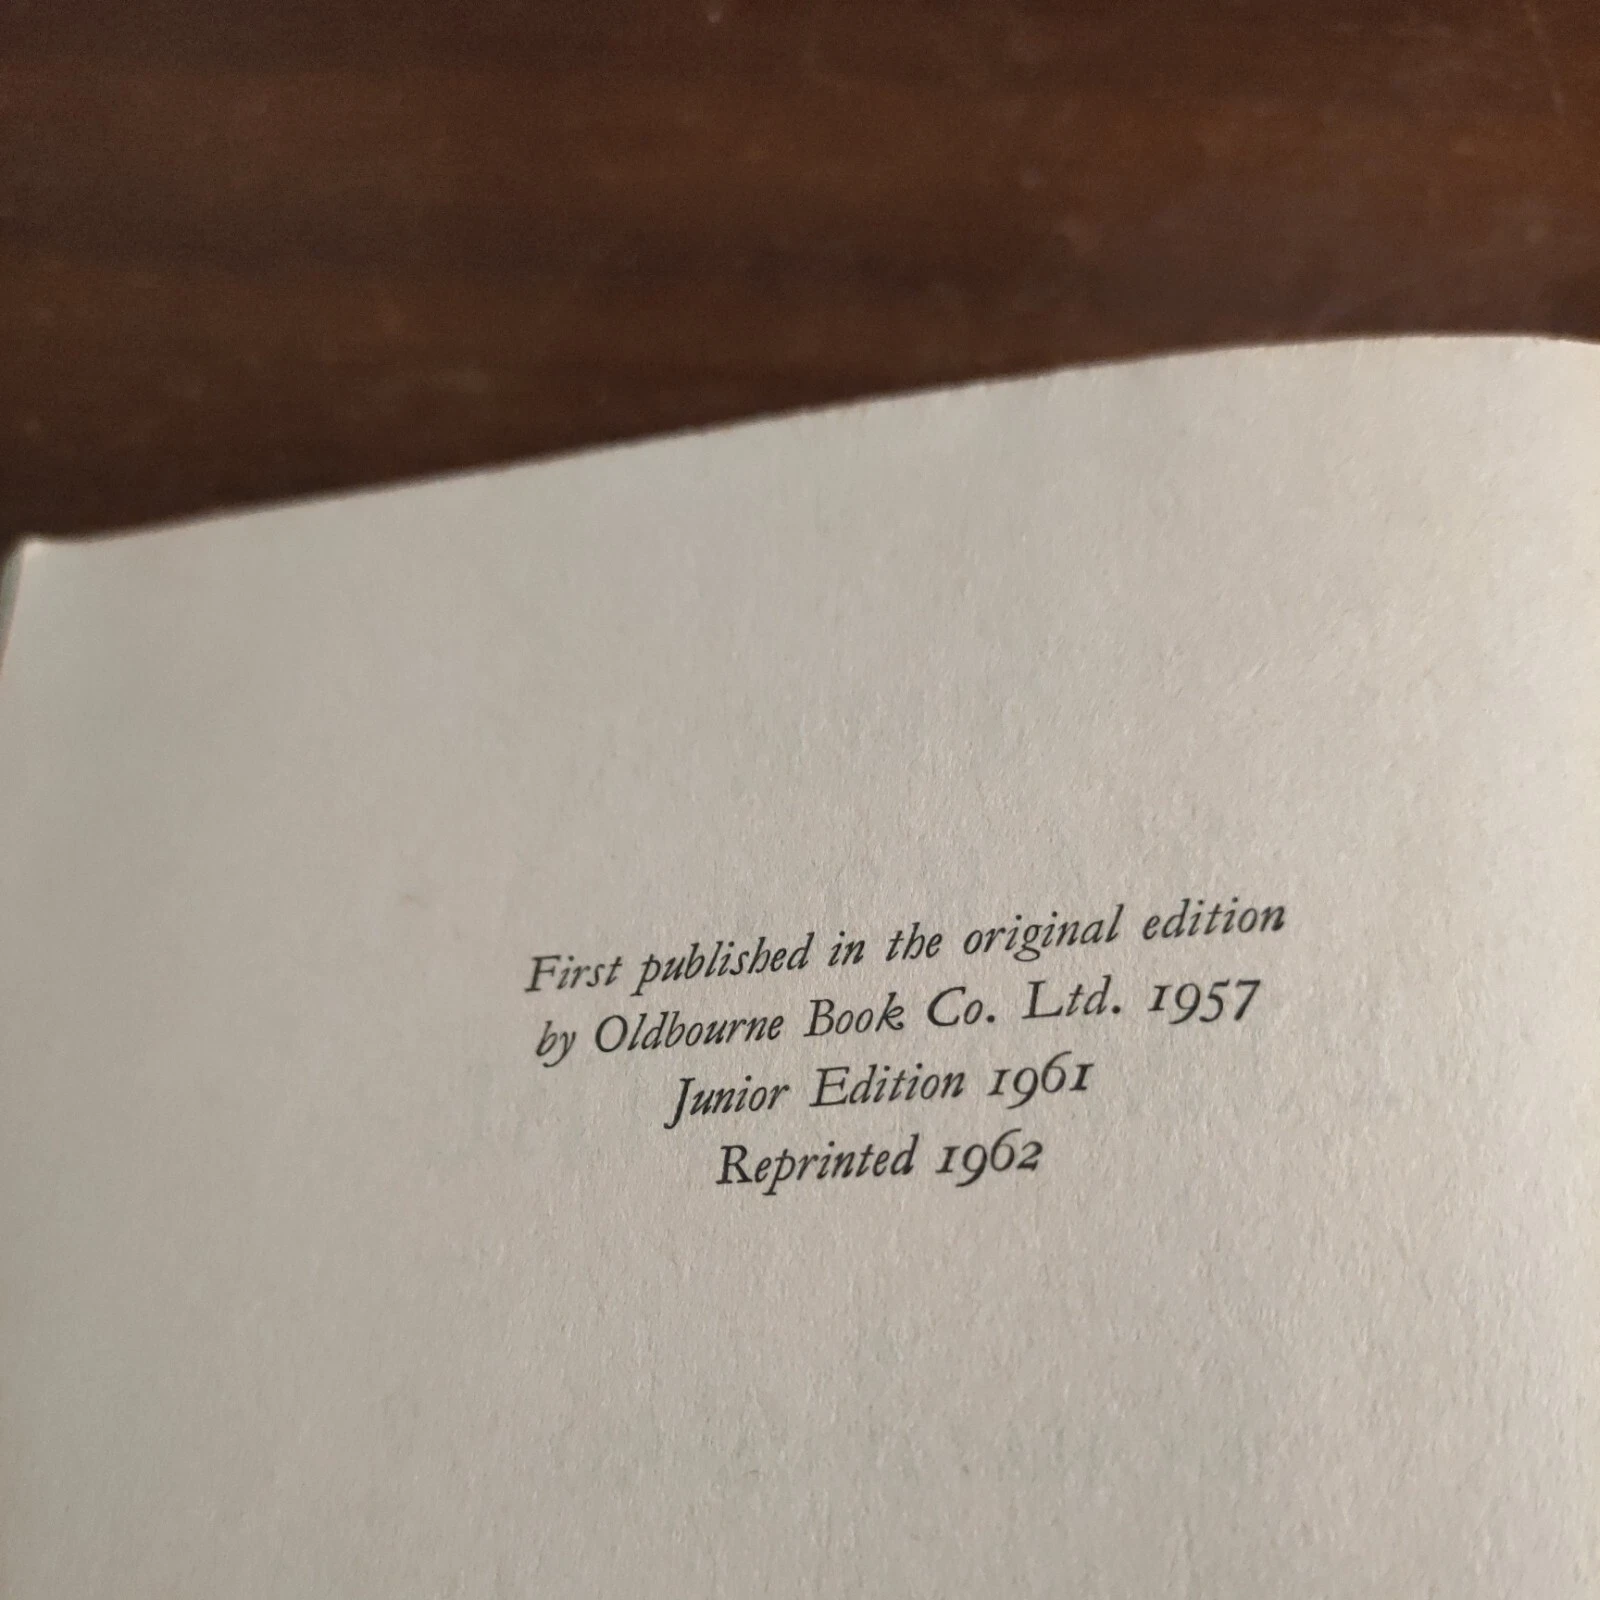 First published in the original edition
by Oldbourne Book Co. Ltd. 1957
Junior Edition 1961
Reprinted 1962